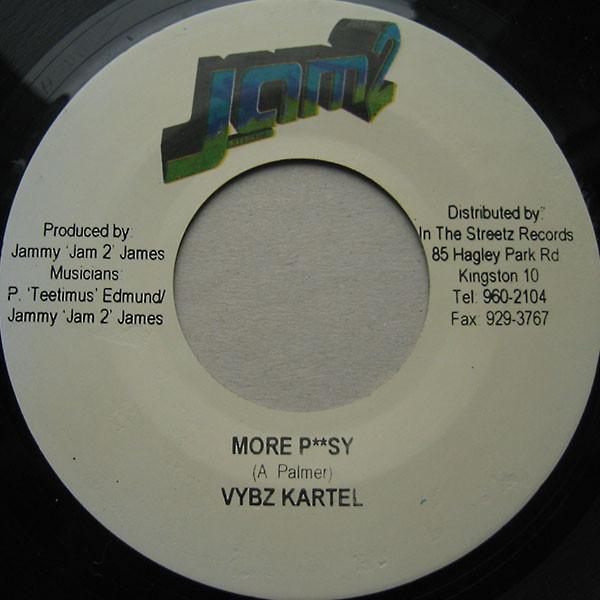 Jam2
Produced by:
Jammy 'Jam 2' James
Musicians:
P. 'Teetimus' Edmund/
Jammy 'Jam 2' James
Distributed by:
In The Streetz Records
85 Hagley Park Rd
Kingston 10
Tel: 960-2104
Fax: 929-3767
MORE P**SY
(A Palmer)
VYBZ KARTEL